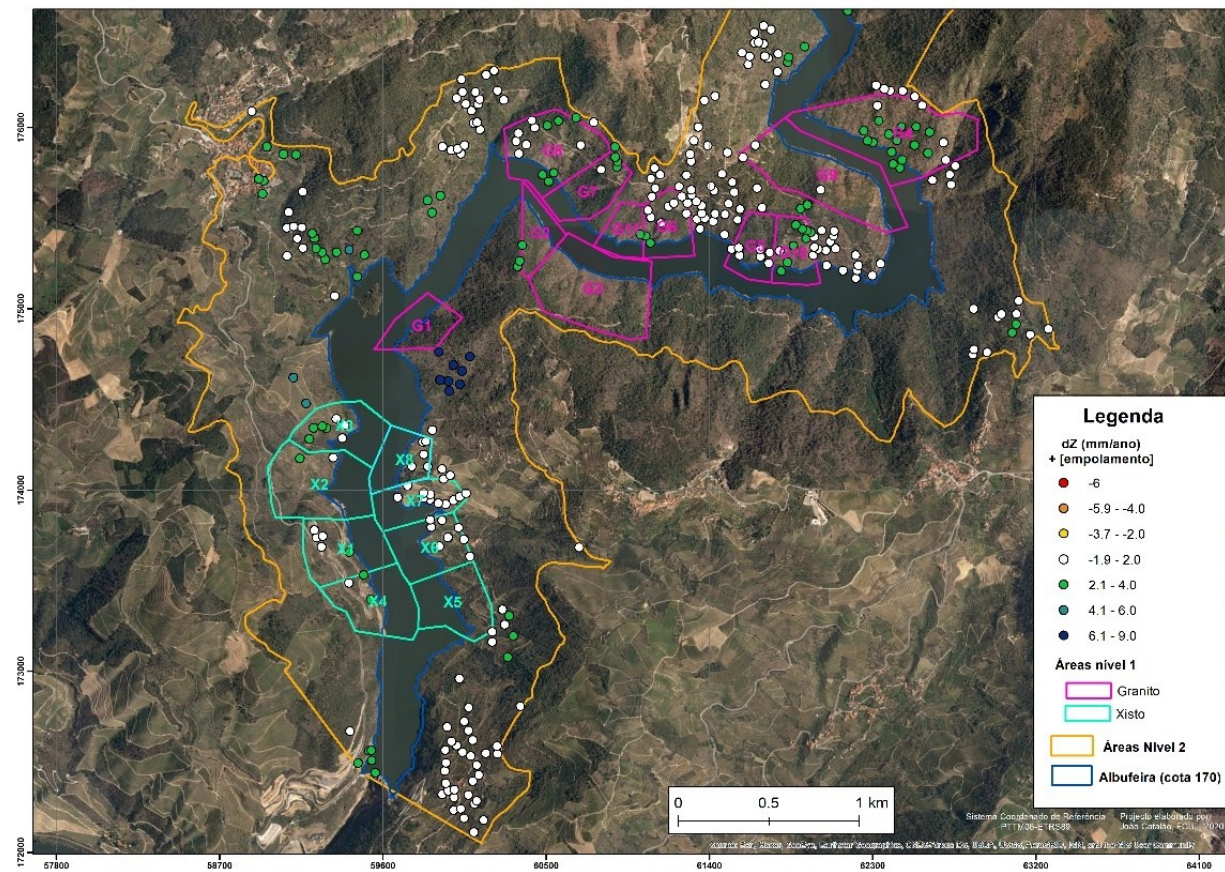 176000
175000
174000
173000
172000
G1
G3
G7
X8
X2
X7
X6
X4
X5
Legenda
dZ (mm/ano)
+ [empolamento]
-6
-5.9 - -4.0
-3.7 - -2.0
-1.9 - 2.0
2.1 - 4.0
4.1 - 6.0
6.1 - 9.0
Áreas nível 1
Granito
Xisto
Áreas Nível 2
Albufeira (cota 170)
0 0.5 1 km
Sistema Coordenado de Referência
PTTM06-ETRS89
Projecto elaborado por
João Catalão, 2020
57800 58700 59600 60500 61400 62300 63200 64100